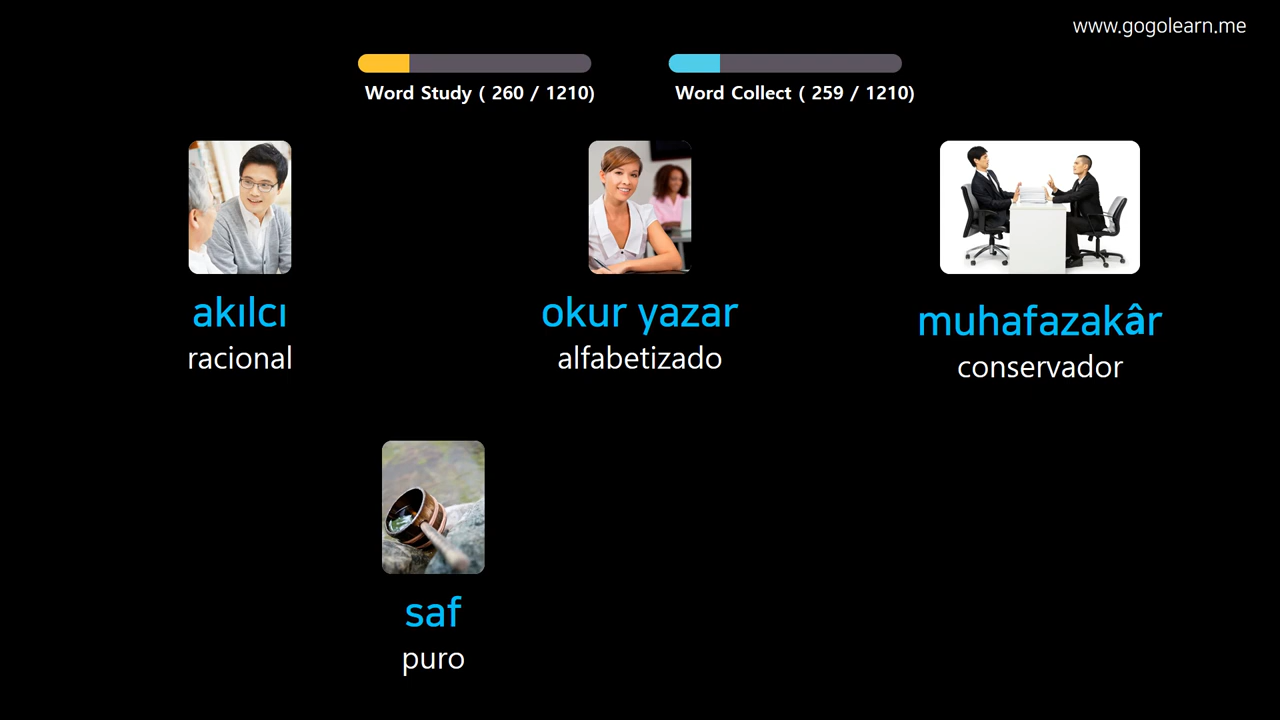 www.gogolearn.me
Word Study ( 260 / 1210)
Word Collect ( 259 / 1210)
akılcı
racional
okur yazar
alfabetizado
muhafazakâr
conservador
saf
puro